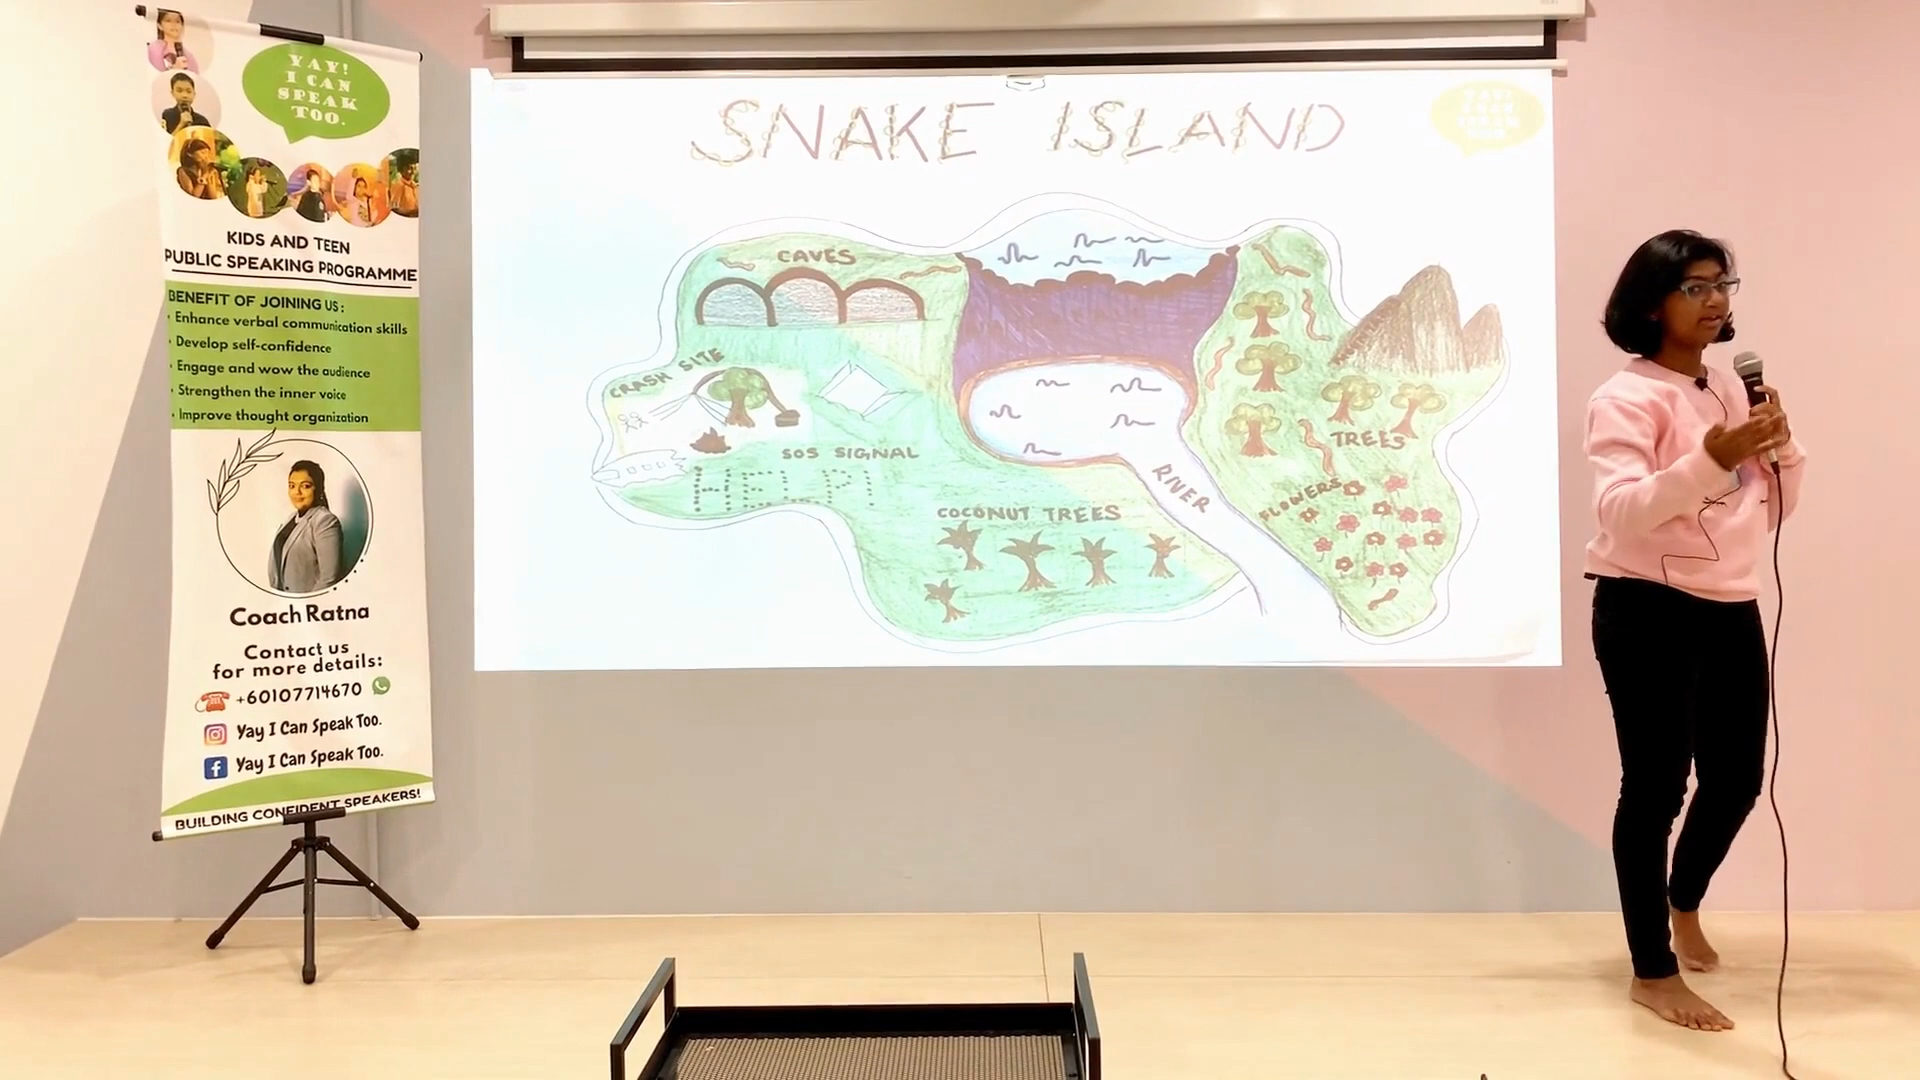 YAY!
I CAN
SPEAK
TOO.
KIDS AND TEEN
PUBLIC SPEAKING PROGRAMME
BENEFIT OF JOINING US:
• Enhance verbal communication skills
• Develop self-confidence
• Engage and wow the audience
• Strengthen the inner voice
• Improve thought organization
Coach Ratna
Contact us
for more details:
+60107714670
Yay I Can Speak Too.
Yay I Can Speak Too.
BUILDING CONFIDENT SPEAKERS!
SNAKE ISLAND
CAVES
CRASH SITE
SOS SIGNAL
HELP!
COCONUT TREES
RIVER
TREES
FLOWERS